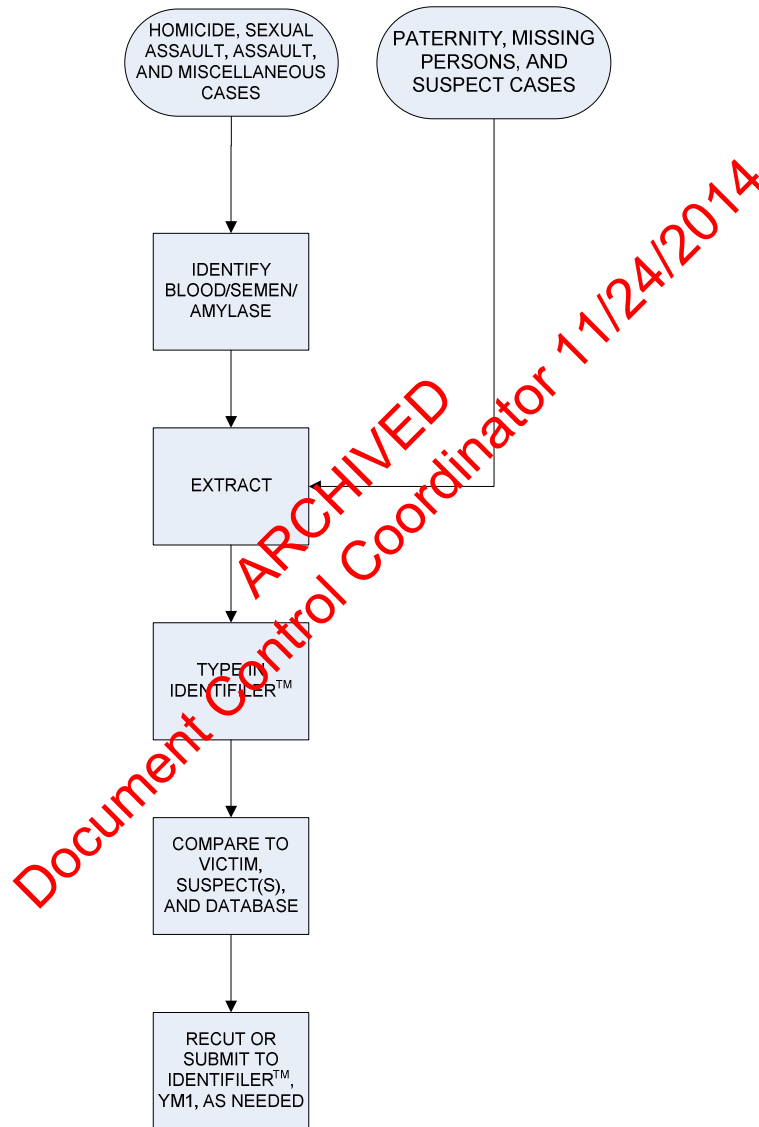 HOMICIDE, SEXUAL
ASSAULT, ASSAULT,
AND MISCELLANEOUS
CASES
PATERNITY, MISSING
PERSONS, AND
SUSPECT CASES
IDENTIFY
BLOOD/SEMEN/
AMYLASE
EXTRACT
TYPE IN
IDENTIFILER™
COMPARE TO
VICTIM,
SUSPECT(S),
AND DATABASE
RECUT OR
SUBMIT TO
IDENTIFILER™,
YM1, AS NEEDED
ARCHIVED
Document Control Coordinator 11/24/2014